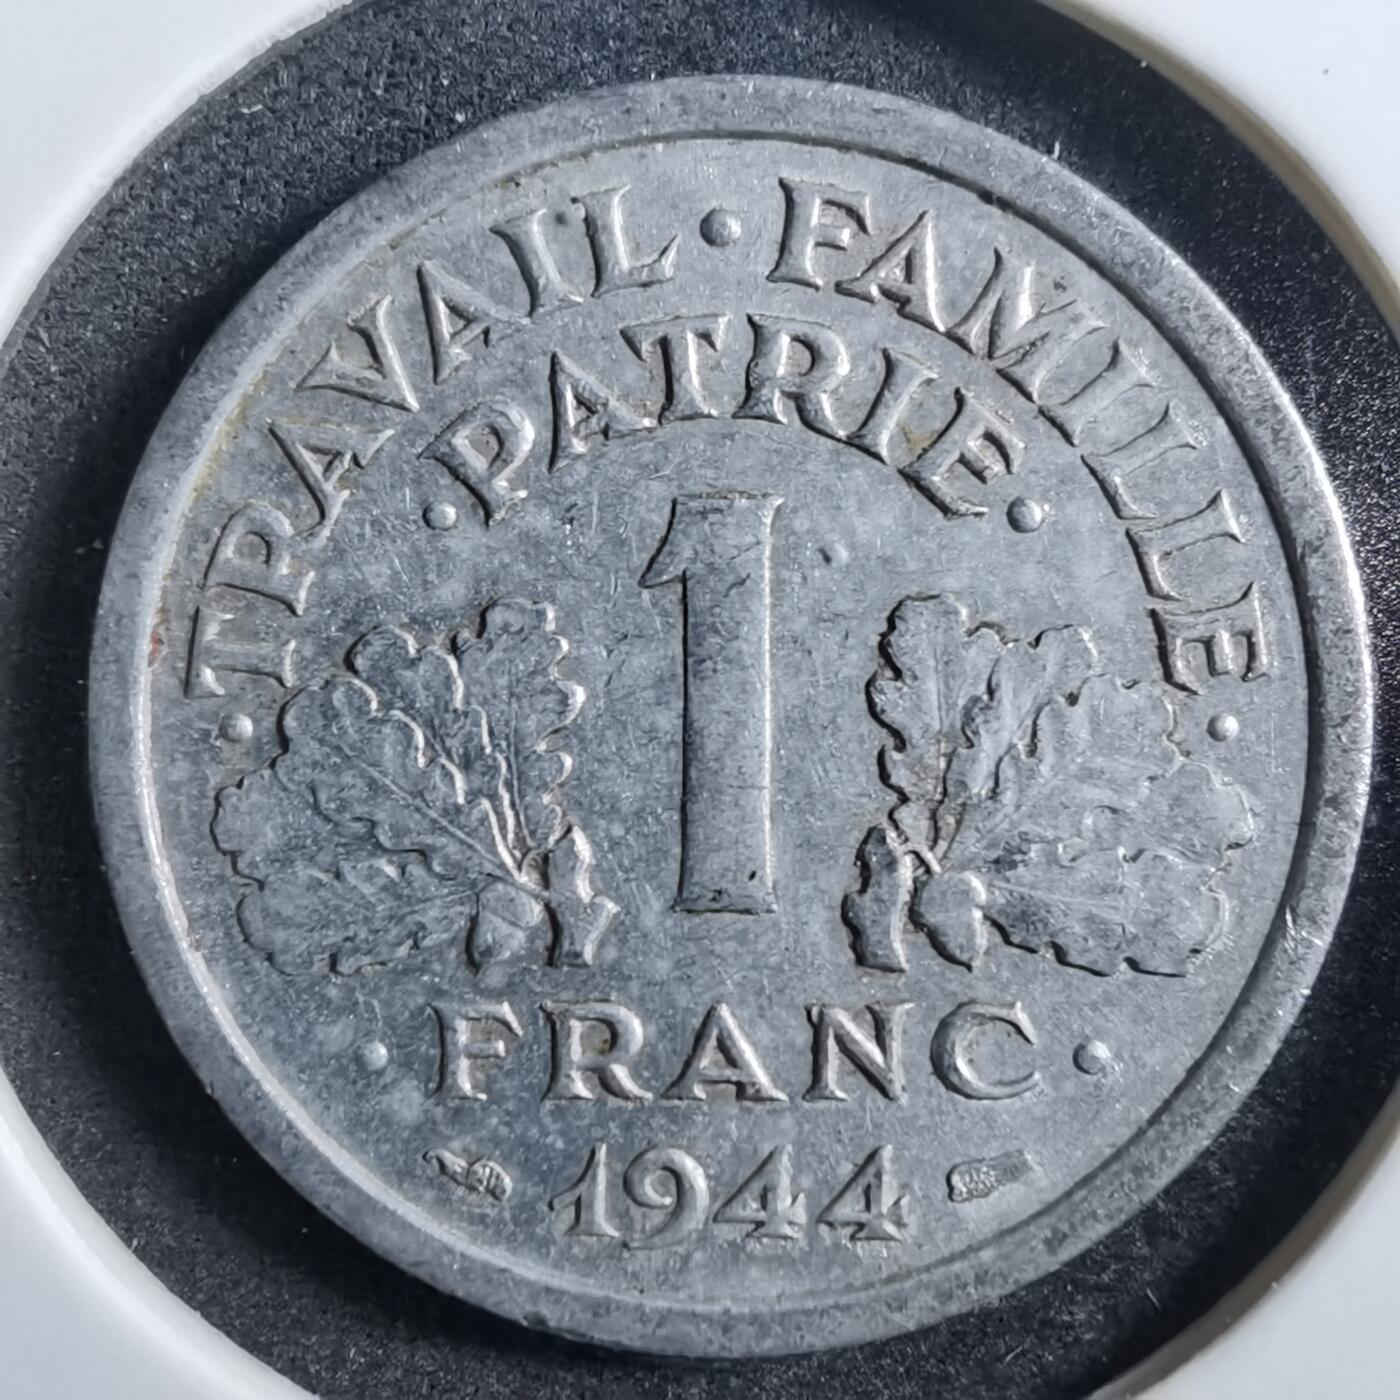 ·TRAVAIL·FAMILLE·
·PATRIE·
1
·FRANC·
1944